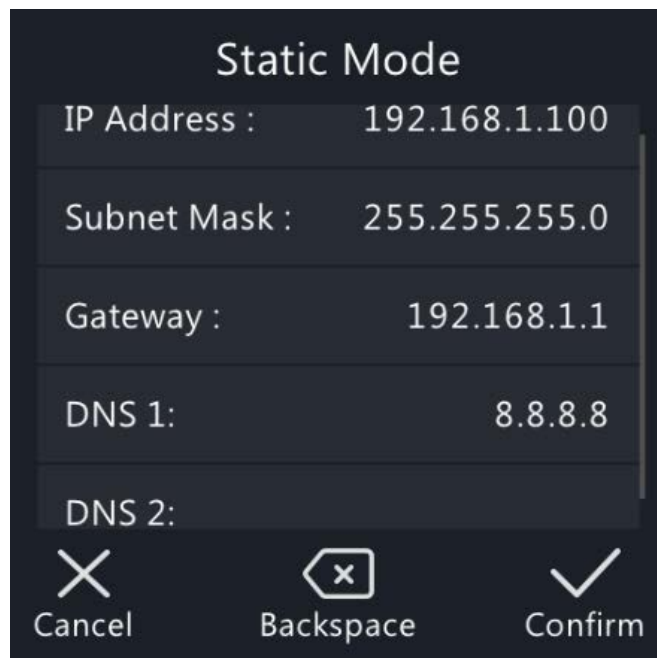 Static Mode
IP Address : 192.168.1.100
Subnet Mask : 255.255.255.0
Gateway : 192.168.1.1
DNS 1: 8.8.8.8
DNS 2:
Cancel Backspace Confirm